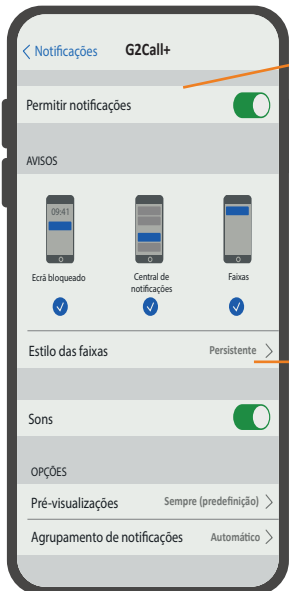 Notificações G2Call+
Permitir notificações
AVISOS
09:41
Ecrã bloqueado Central de notificações Faixas
Estilo das faixas Persistente
Sons
OPÇÕES
Pré-visualizações Sempre (predefinição)
Agrupamento de notificações Automático